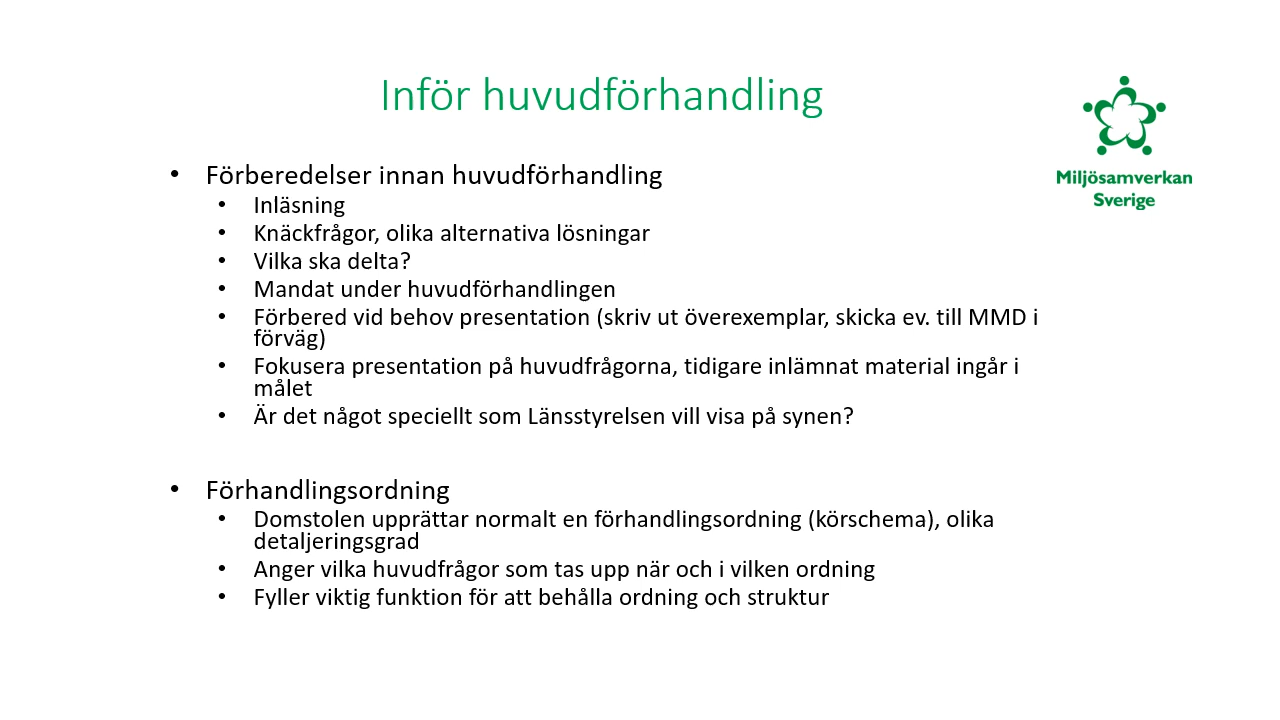 Inför huvudförhandling
Miljösamverkan
Sverige
• Förberedelser innan huvudförhandling
• Inläsning
• Knäckfrågor, olika alternativa lösningar
• Vilka ska delta?
• Mandat under huvudförhandlingen
• Förbered vid behov presentation (skriv ut överexemplar, skicka ev. till MMD i
förväg)
• Fokusera presentation på huvudfrågorna, tidigare inlämnat material ingår i
målet
• Är det något speciellt som Länsstyrelsen vill visa på synen?
• Förhandlingsordning
• Domstolen upprättar normalt en förhandlingsordning (körschema), olika
detaljeringsgrad
• Anger vilka huvudfrågor som tas upp när och i vilken ordning
• Fyller viktig funktion för att behålla ordning och struktur